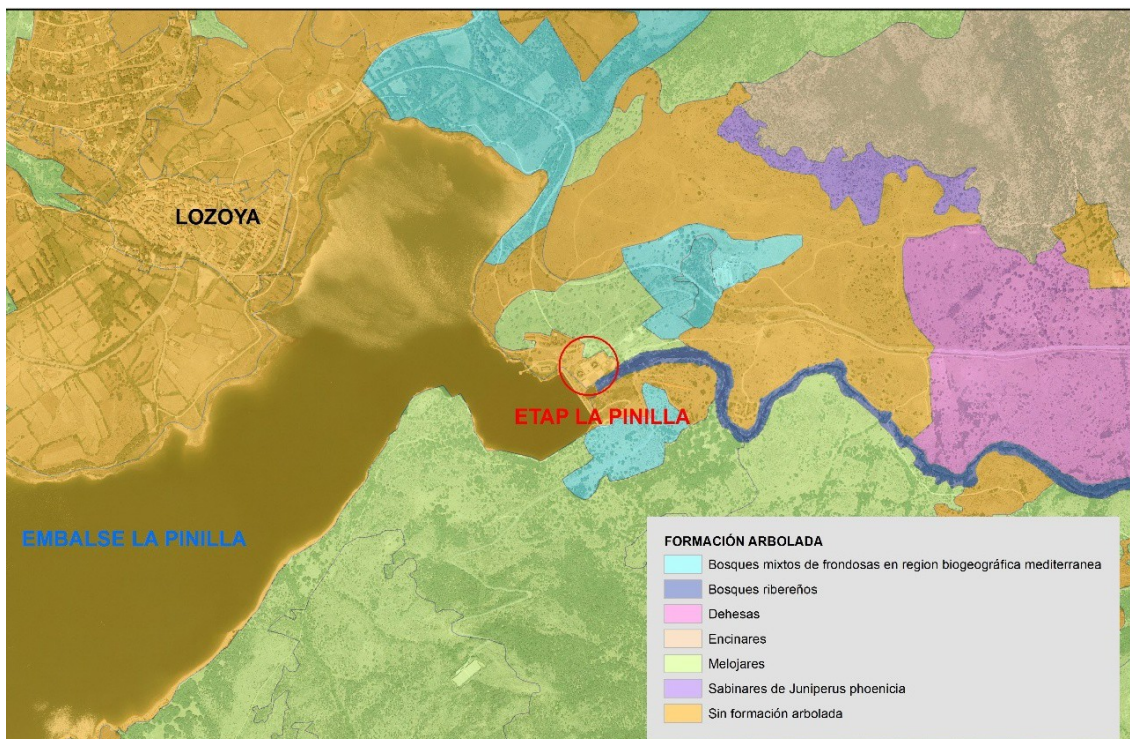 LOZOYA
ETAP LA PINILLA
EMBALSE LA PINILLA
FORMACIÓN ARBOLADA
Bosques mixtos de frondosas en region biogeográfica mediterranea
Bosques ribereños
Dehesas
Encinares
Melojares
Sabinares de Juniperus phoenicia
Sin formación arbolada